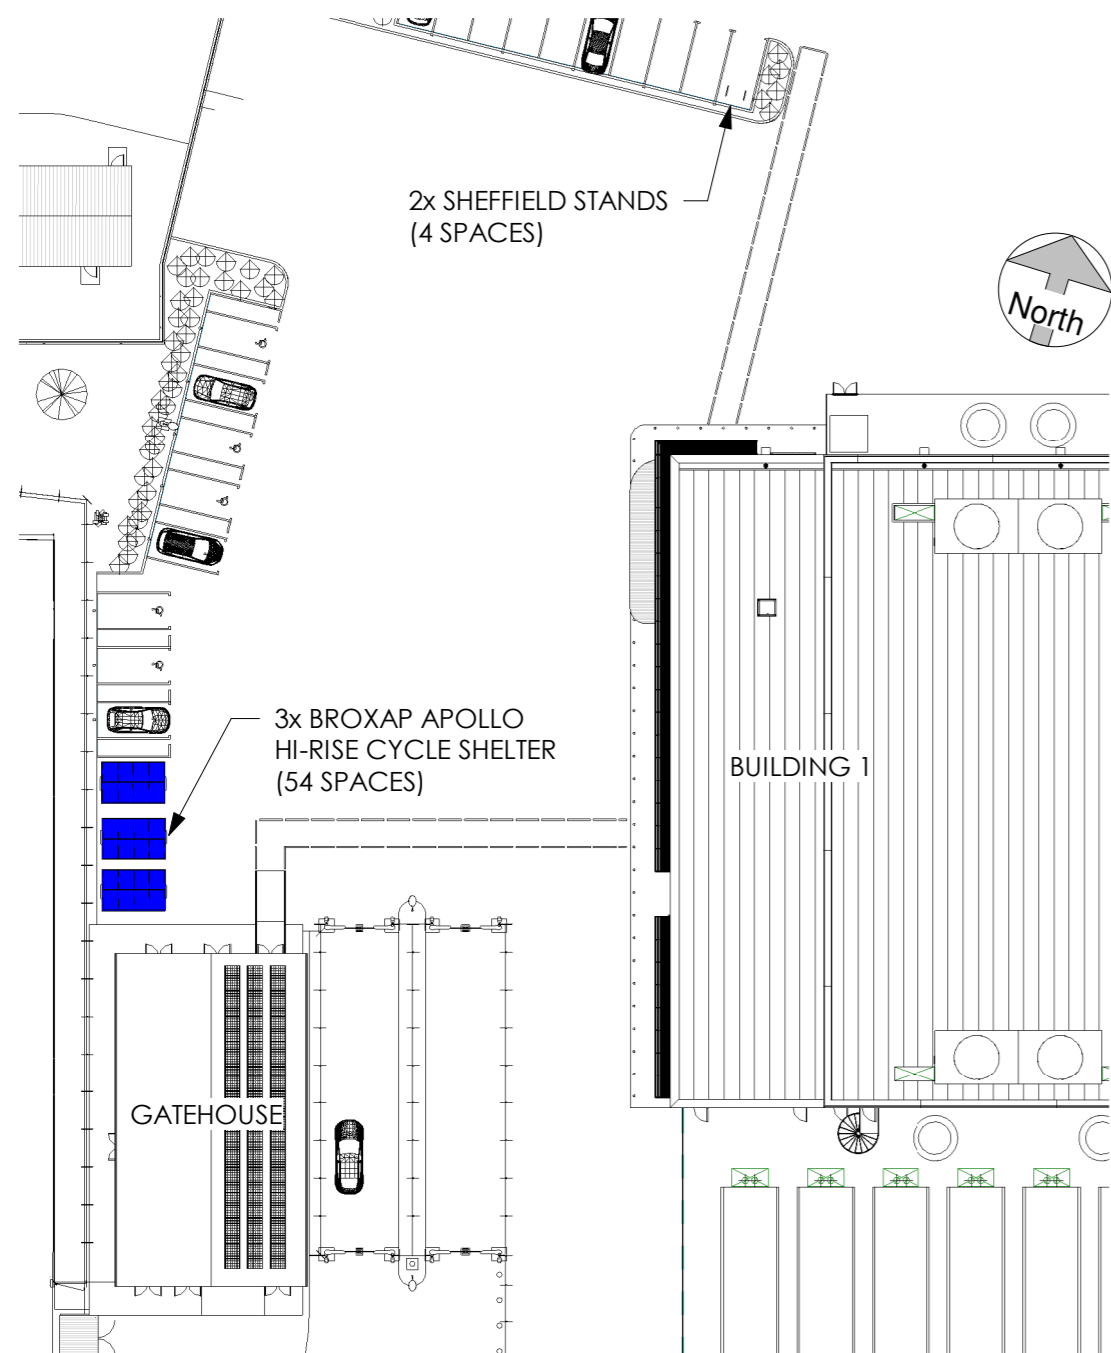 2x SHEFFIELD STANDS
(4 SPACES)
North
3x BROXAP APOLLO
HI-RISE CYCLE SHELTER
(54 SPACES)
BUILDING 1
GATEHOUSE